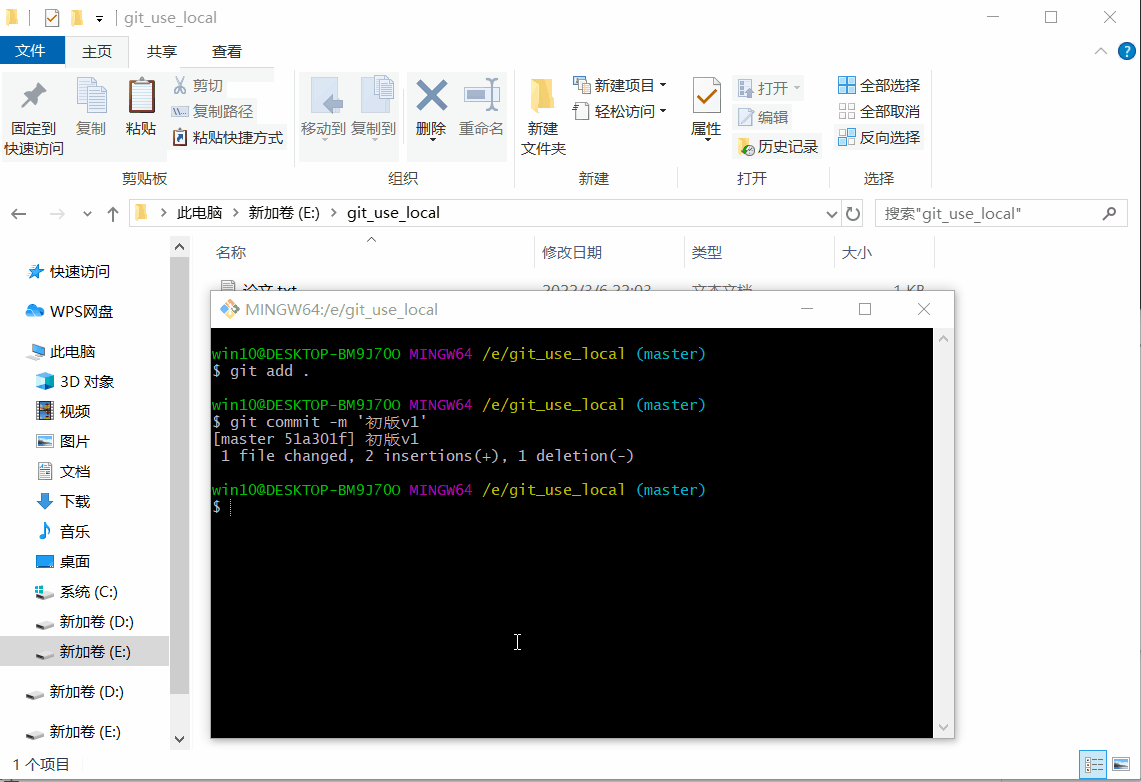 git_use_local
文件 主页 共享 查看
固定到快速访问
复制
粘贴
剪切
复制路径
粘贴快捷方式
移动到
复制到
删除
重命名
新建文件夹
新建项目
轻松访问
属性
打开
编辑
历史记录
全部选择
全部取消
反向选择
剪贴板 组织 新建 打开 选择
此电脑 > 新加卷 (E:) > git_use_local
搜索"git_use_local"
名称 修改日期 类型 大小
论文.txt 2022/3/6 22:03 文本文档 1 KB
快速访问
WPS网盘
此电脑
3D 对象
视频
图片
文档
下载
音乐
桌面
系统 (C:)
新加卷 (D:)
新加卷 (E:)
新加卷 (D:)
新加卷 (E:)
1 个项目
MINGW64:/e/git_use_local
win10@DESKTOP-BM9J7OO MINGW64 /e/git_use_local (master)
$ git add .
win10@DESKTOP-BM9J7OO MINGW64 /e/git_use_local (master)
$ git commit -m '初版v1'
[master 51a301f] 初版v1
1 file changed, 2 insertions(+), 1 deletion(-)
win10@DESKTOP-BM9J7OO MINGW64 /e/git_use_local (master)
$